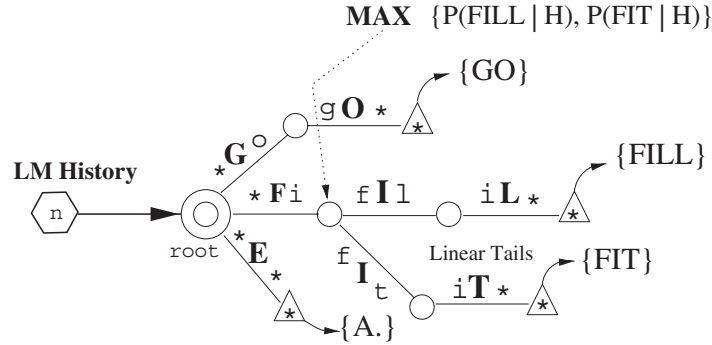 MAX {P(FILL | H), P(FIT | H)}
{GO}
g O *
*
* G o
LM History
n
{FILL}
* F i
f I l
i L *
*
root
* E *
f I t
Linear Tails
i T *
*
{FIT}
*
{A.}